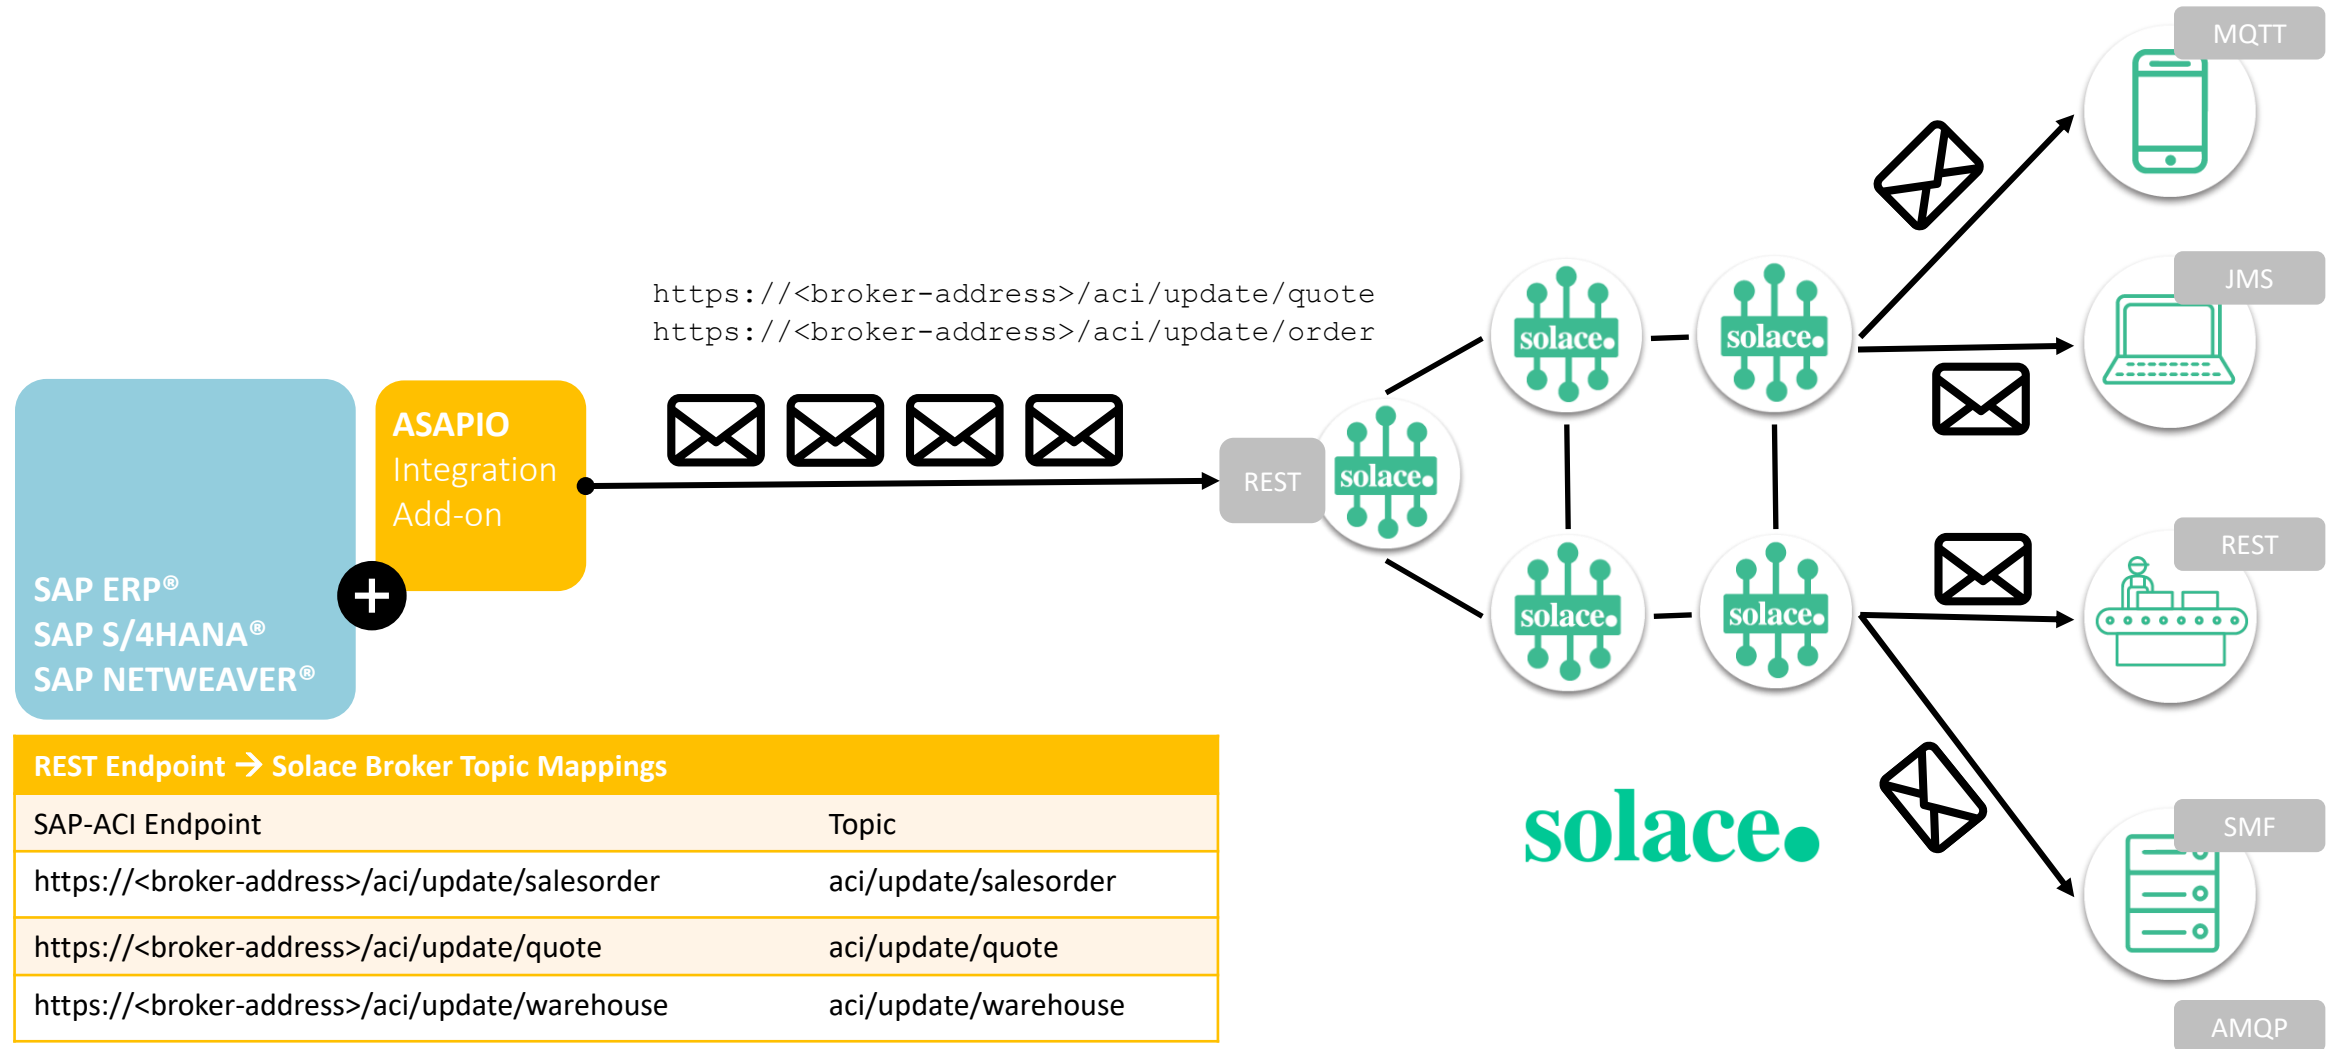 MQTT
JMS
https://<broker-address>/aci/update/quote
https://<broker-address>/aci/update/order
solace.
solace.
ASAPIO
Integration
Add-on
REST
solace.
SAP ERP®
SAP S/4HANA®
SAP NETWEAVER®
REST
solace.
solace.
REST Endpoint → Solace Broker Topic Mappings
SAP-ACI Endpoint Topic
https://<broker-address>/aci/update/salesorder aci/update/salesorder
https://<broker-address>/aci/update/quote aci/update/quote
https://<broker-address>/aci/update/warehouse aci/update/warehouse
solace.
SMF
AMQP